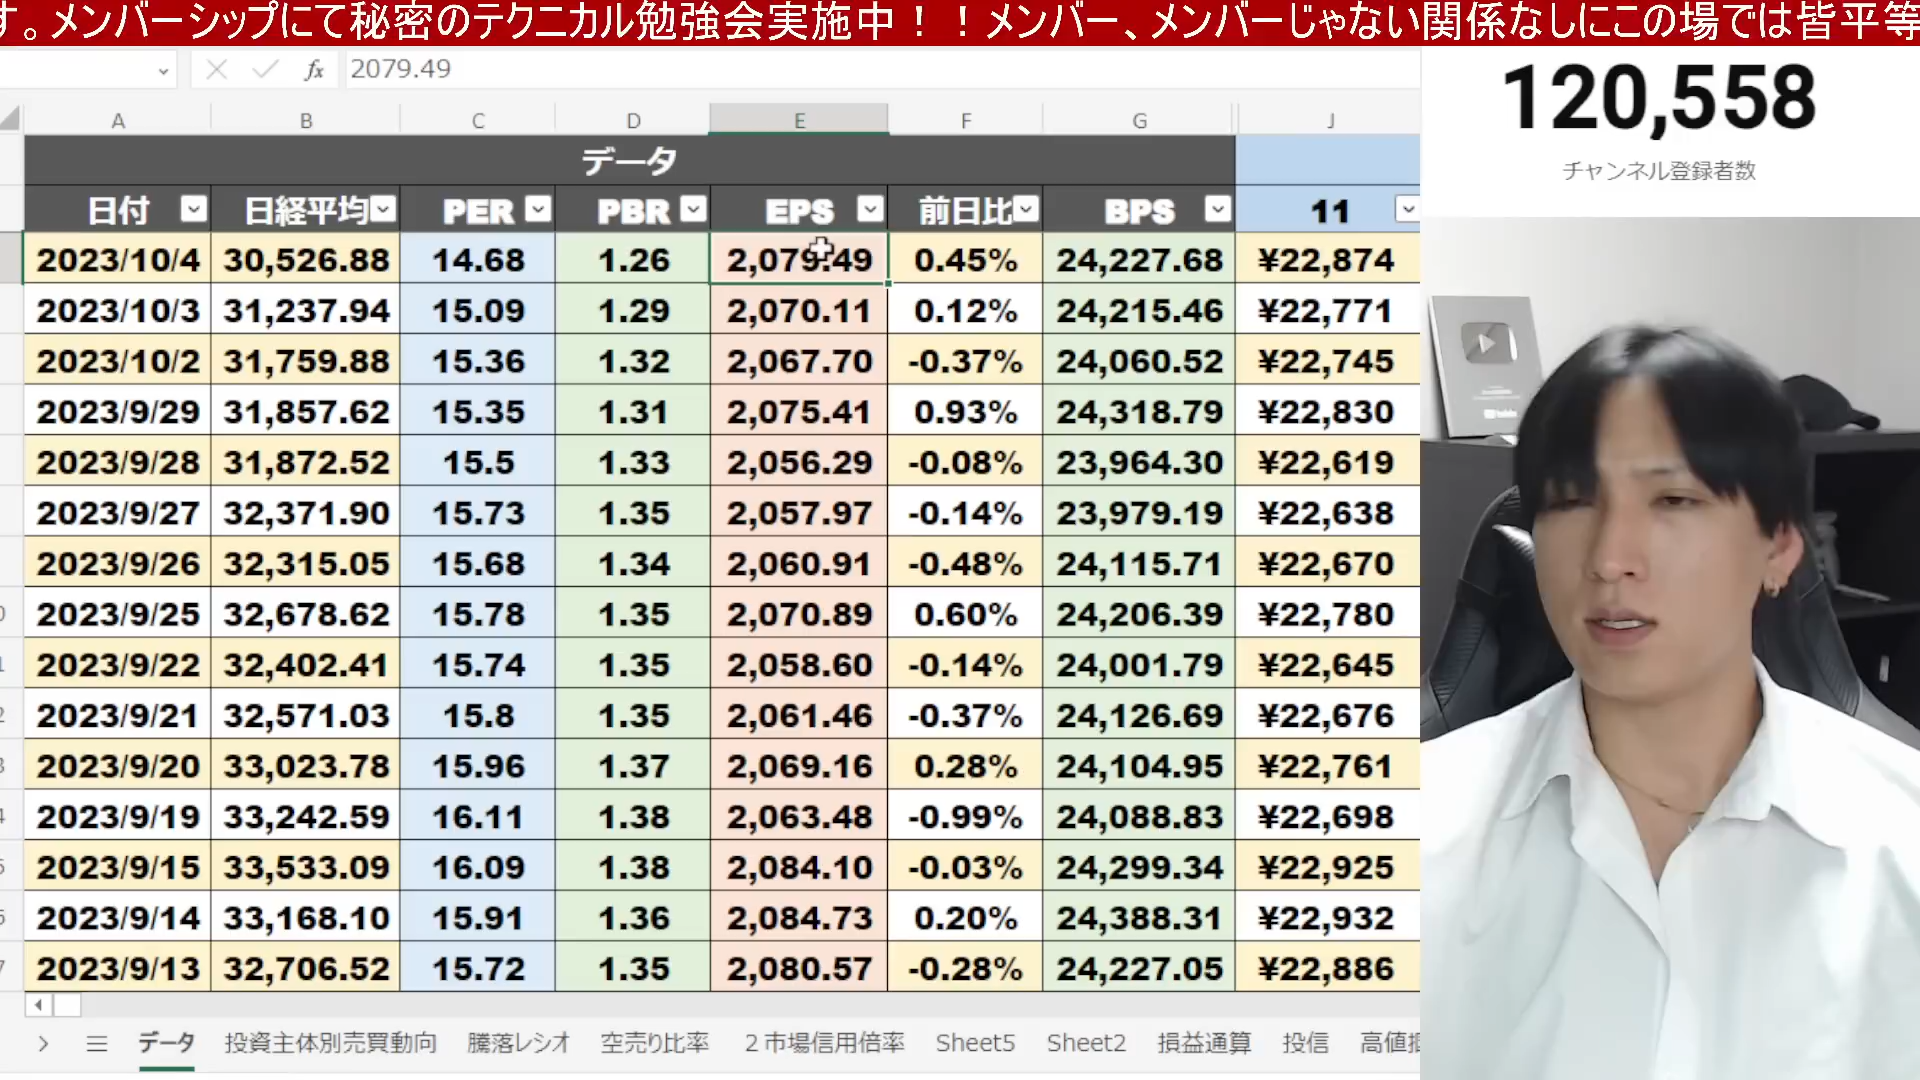 す。メンバーシップにて秘密のテクニカル勉強会実施中！！メンバー、メンバーじゃない関係なしにこの場では皆平等
fx 2079.49
120,558
チャンネル登録者数
A B C D E F G J
データ
日付 日経平均 PER PBR EPS 前日比 BPS 11
2023/10/4 30,526.88 14.68 1.26 2,079.49 0.45% 24,227.68 ¥22,874
2023/10/3 31,237.94 15.09 1.29 2,070.11 0.12% 24,215.46 ¥22,771
2023/10/2 31,759.88 15.36 1.32 2,067.70 -0.37% 24,060.52 ¥22,745
2023/9/29 31,857.62 15.35 1.31 2,075.41 0.93% 24,318.79 ¥22,830
2023/9/28 31,872.52 15.5 1.33 2,056.29 -0.08% 23,964.30 ¥22,619
2023/9/27 32,371.90 15.73 1.35 2,057.97 -0.14% 23,979.19 ¥22,638
2023/9/26 32,315.05 15.68 1.34 2,060.91 -0.48% 24,115.71 ¥22,670
2023/9/25 32,678.62 15.78 1.35 2,070.89 0.60% 24,206.39 ¥22,780
2023/9/22 32,402.41 15.74 1.35 2,058.60 -0.14% 24,001.79 ¥22,645
2023/9/21 32,571.03 15.8 1.35 2,061.46 -0.37% 24,126.69 ¥22,676
2023/9/20 33,023.78 15.96 1.37 2,069.16 0.28% 24,104.95 ¥22,761
2023/9/19 33,242.59 16.11 1.38 2,063.48 -0.99% 24,088.83 ¥22,698
2023/9/15 33,533.09 16.09 1.38 2,084.10 -0.03% 24,299.34 ¥22,925
2023/9/14 33,168.10 15.91 1.36 2,084.73 0.20% 24,388.31 ¥22,932
2023/9/13 32,706.52 15.72 1.35 2,080.57 -0.28% 24,227.05 ¥22,886
データ 投資主体別売買動向 騰落レシオ 空売り比率 ２市場信用倍率 Sheet5 Sheet2 損益通算 投信 高値